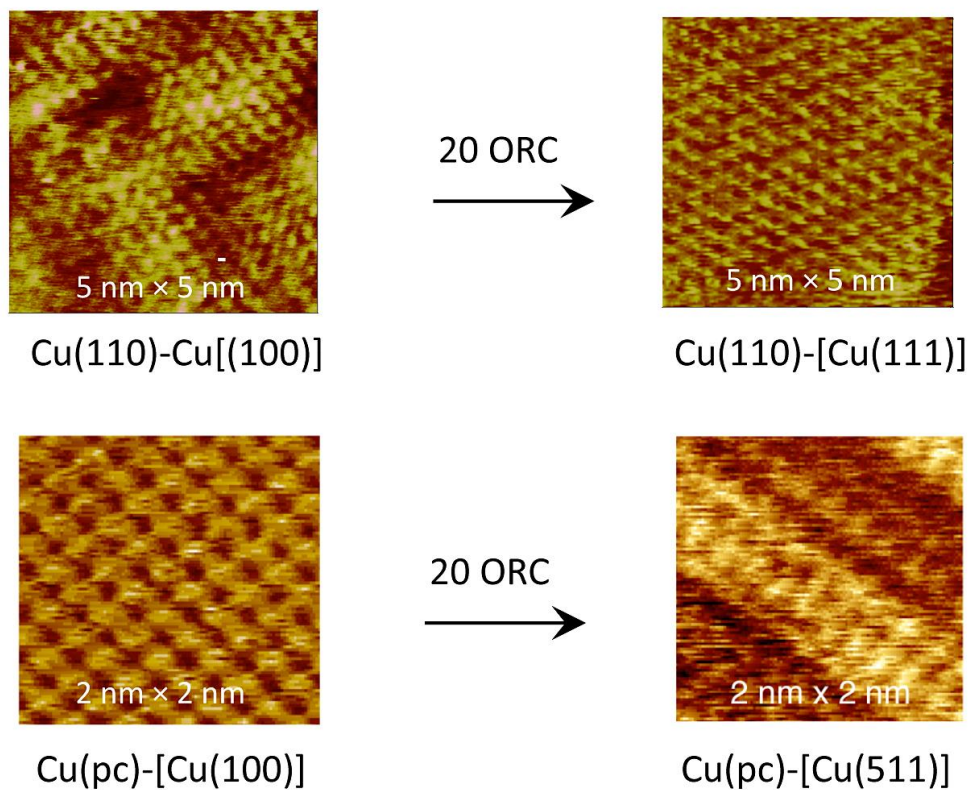 20 ORC
5 nm × 5 nm
5 nm × 5 nm
Cu(110)-Cu[(100)]
Cu(110)-[Cu(111)]
20 ORC
2 nm × 2 nm
2 nm x 2 nm
Cu(pc)-[Cu(100)]
Cu(pc)-[Cu(511)]